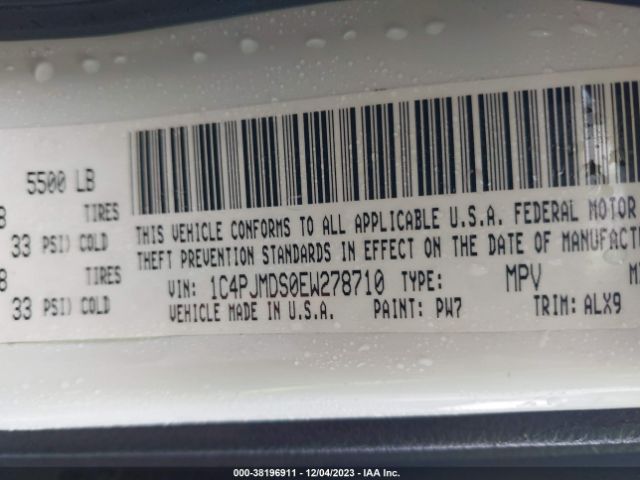 5500 LB
8 TIRES
33 PSI) COLD
8 TIRES
33 PSI) COLD
THIS VEHICLE CONFORMS TO ALL APPLICABLE U.S.A. FEDERAL MOTOR
THEFT PREVENTION STANDARDS IN EFFECT ON THE DATE OF MANUFACT
VIN: 1C4PJMDS0EW278710 TYPE: MPV
VEHICLE MADE IN U.S.A. PAINT: PW7 TRIM: ALX9
000-38196911 - 12/04/2023 - IAA Inc.